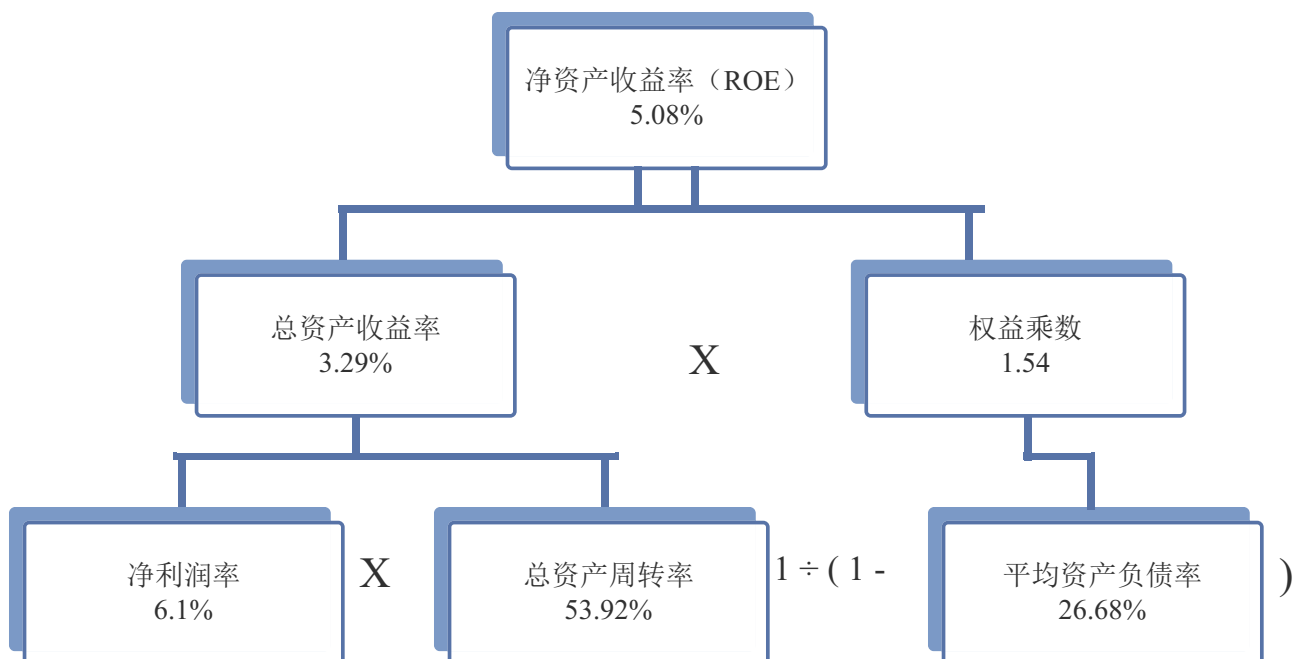 净资产收益率（ROE）
5.08%
总资产收益率
3.29%
X
权益乘数
1.54
净利润率
6.1%
X
总资产周转率
53.92%
1 ÷ ( 1 -
平均资产负债率
26.68%
)